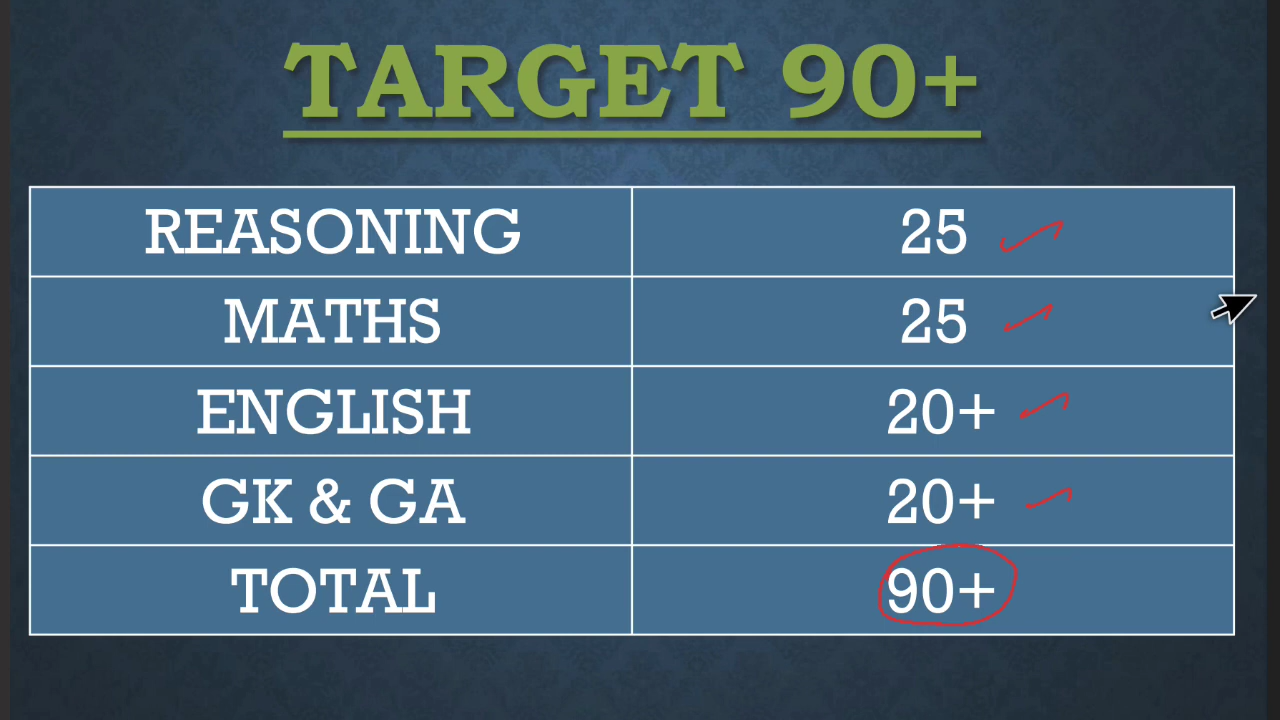 TARGET 90+
REASONING 25
MATHS 25
ENGLISH 20+
GK & GA 20+
TOTAL 90+